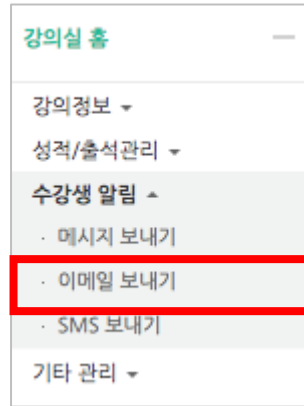 강의실 홈
강의정보
성적/출석관리
수강생 알림
· 메시지 보내기
· 이메일 보내기
· SMS 보내기
기타 관리